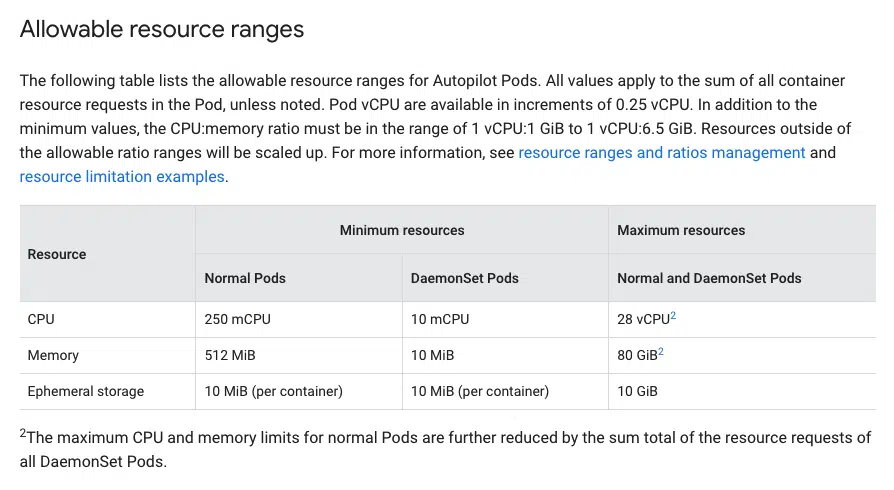 Allowable resource ranges
The following table lists the allowable resource ranges for Autopilot Pods. All values apply to the sum of all container
resource requests in the Pod, unless noted. Pod vCPU are available in increments of 0.25 vCPU. In addition to the
minimum values, the CPU:memory ratio must be in the range of 1 vCPU:1 GiB to 1 vCPU:6.5 GiB. Resources outside of
the allowable ratio ranges will be scaled up. For more information, see resource ranges and ratios management and
resource limitation examples.
Resource Minimum resources Maximum resources
Normal Pods DaemonSet Pods Normal and DaemonSet Pods
CPU 250 mCPU 10 mCPU 28 vCPU2
Memory 512 MiB 10 MiB 80 GiB2
Ephemeral storage 10 MiB (per container) 10 MiB (per container) 10 GiB
2The maximum CPU and memory limits for normal Pods are further reduced by the sum total of the resource requests of
all DaemonSet Pods.